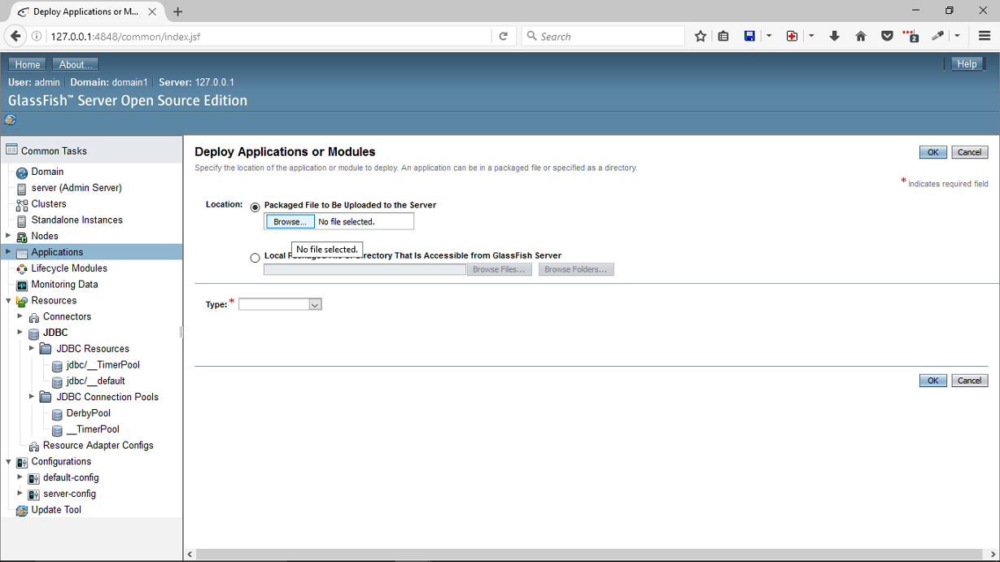 Deploy Applications or M...
127.0.0.1:4848/common/index.jsf
Search
2
Home
About...
Help
User: admin Domain: domain1 Server: 127.0.0.1
GlassFish™ Server Open Source Edition
Common Tasks
Domain
server (Admin Server)
Clusters
Standalone Instances
Nodes
Applications
Lifecycle Modules
Monitoring Data
Resources
Connectors
JDBC
JDBC Resources
jdbc/__TimerPool
jdbc/__default
JDBC Connection Pools
DerbyPool
__TimerPool
Resource Adapter Configs
Configurations
default-config
server-config
Update Tool
Deploy Applications or Modules
OK Cancel
Specify the location of the application or module to deploy. An application can be in a packaged file or specified as a directory.
* Indicates required field
Location: Packaged File to Be Uploaded to the Server
Browse... No file selected.
No file selected.
Local Packaged File or Directory That Is Accessible from GlassFish Server
Browse Files... Browse Folders...
Type: *
OK Cancel